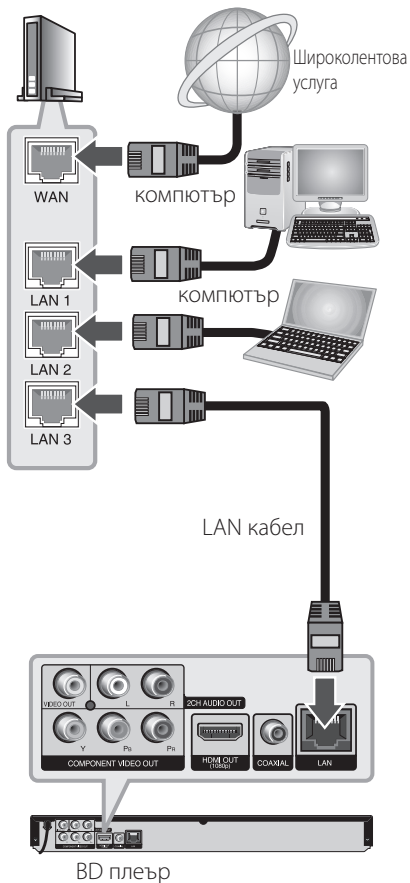 Широколентова
услуга
WAN
компютър
LAN 1
компютър
LAN 2
LAN 3
LAN кабел
VIDEO OUT
L
R
2CH AUDIO OUT
Y
PB
PR
COMPONENT VIDEO OUT
HDMI OUT
(1080p)
COAXIAL
LAN
BD плеър